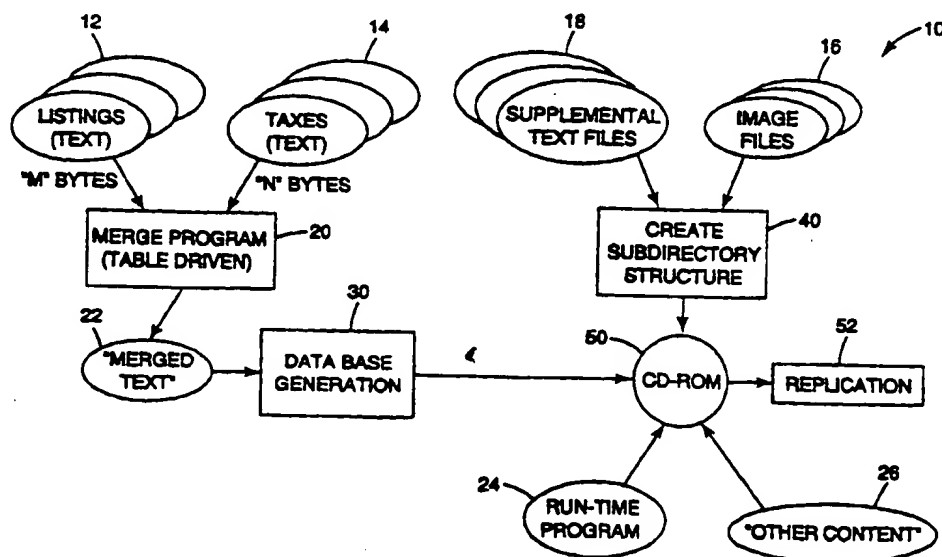 12
14
18
10
16
LISTINGS
(TEXT)
TAXES
(TEXT)
SUPPLEMENTAL
TEXT FILES
IMAGE
FILES
"M" BYTES
"N" BYTES
MERGE PROGRAM
(TABLE DRIVEN)
20
CREATE
SUBDIRECTORY
STRUCTURE
40
22
"MERGED
TEXT"
30
DATA BASE
GENERATION
50
CD-ROM
52
REPLICATION
24
RUN-TIME
PROGRAM
26
"OTHER CONTENT"